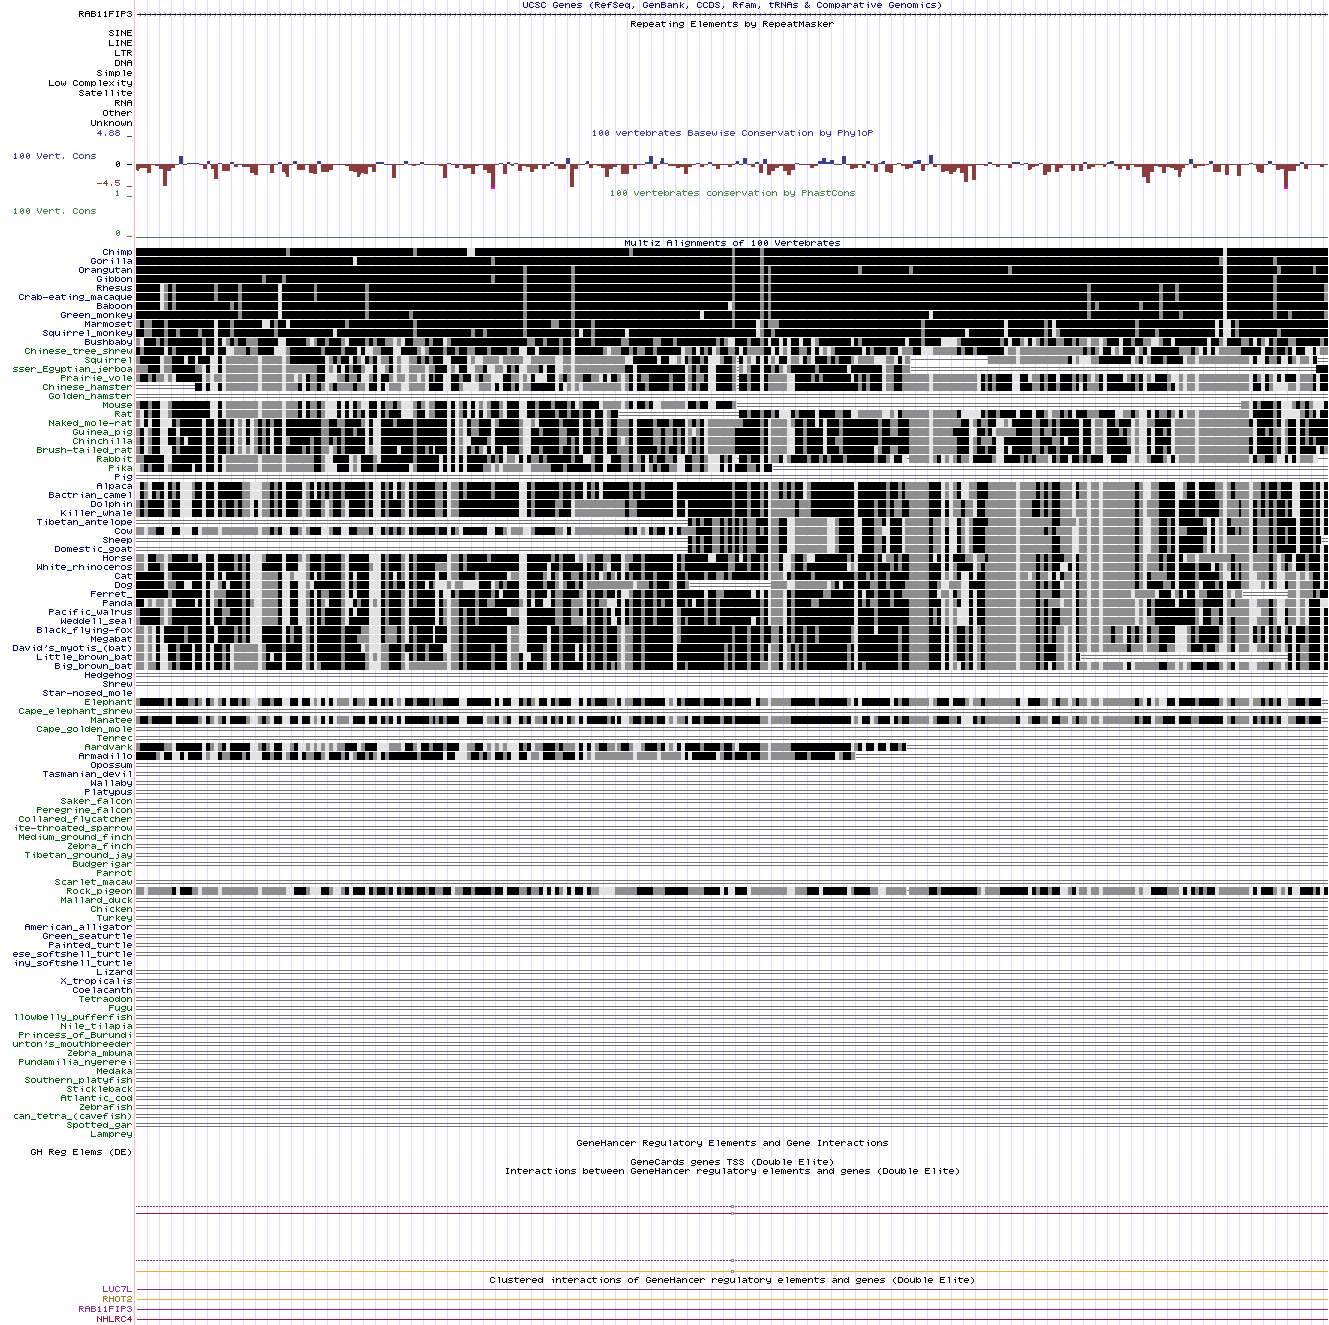 UCSC Genes (RefSeq, GenBank, CCDS, Rfam, tRNAs & Comparative Genomics)
RAB11FIP3
Repeating Elements by RepeatMasker
SINE
LINE
LTR
DNA
Simple
Low Complexity
Satellite
RNA
Other
Unknown
4.88 _
100 vertebrates Basewise Conservation by PhyloP
100 Vert. Cons
0 -
-4.5 _
100 vertebrates conservation by PhastCons
1 _
100 Vert. Cons
0 _
Multiz Alignments of 100 Vertebrates
Chimp
Gorilla
Orangutan
Gibbon
Rhesus
Crab-eating_macaque
Baboon
Green_monkey
Marmoset
Squirrel_monkey
Bushbaby
Chinese_tree_shrew
Squirrel
sser_Egyptian_jerboa
Prairie_vole
Chinese_hamster
Golden_hamster
Mouse
Rat
Naked_mole-rat
Guinea_pig
Chinchilla
Brush-tailed_rat
Rabbit
Pika
Pig
Alpaca
Bactrian_camel
Dolphin
Killer_whale
Tibetan_antelope
Cow
Sheep
Domestic_goat
Horse
White_rhinoceros
Cat
Dog
Ferret_
Panda
Pacific_walrus
Weddell_seal
Black_flying-fox
Megabat
David's_myotis_(bat)
Little_brown_bat
Big_brown_bat
Hedgehog
Shrew
Star-nosed_mole
Elephant
Cape_elephant_shrew
Manatee
Cape_golden_mole
Tenrec
Aardvark
Armadillo
Opossum
Tasmanian_devil
Wallaby
Platypus
Saker_falcon
Peregrine_falcon
Collared_flycatcher
ite-throated_sparrow
Medium_ground_finch
Zebra_finch
Tibetan_ground_jay
Budgerigar
Parrot
Scarlet_macaw
Rock_pigeon
Mallard_duck
Chicken
Turkey
American_alligator
Green_seaturtle
Painted_turtle
ese_softshell_turtle
iny_softshell_turtle
Lizard
X_tropicalis
Coelacanth
Tetraodon
Fugu
llowbelly_pufferfish
Nile_tilapia
Princess_of_Burundi
urton's_mouthbreeder
Zebra_mbuna
Pundamilia_nyererei
Medaka
Southern_platyfish
Stickleback
Atlantic_cod
Zebrafish
can_tetra_(cavefish)
Spotted_gar
Lamprey
GeneHancer Regulatory Elements and Gene Interactions
GH Reg Elems (DE)
GeneCards genes TSS (Double Elite)
Interactions between GeneHancer regulatory elements and genes (Double Elite)
Clustered interactions of GeneHancer regulatory elements and genes (Double Elite)
LUC7L
RHOT2
RAB11FIP3
NHLRC4